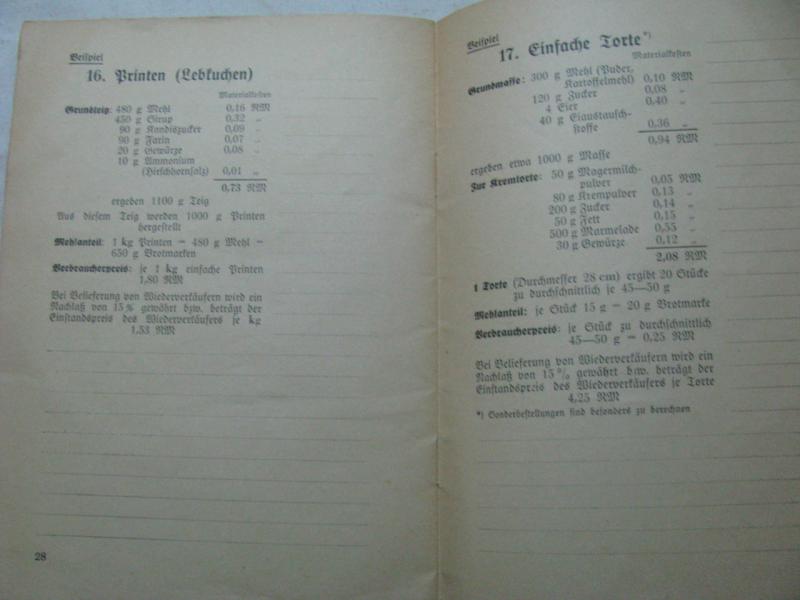 Beispiel
16. Printen (Lebkuchen)
Materialkosten
Grundteig: 480 g Mehl 0,16 RM
450 g Sirup 0,32 „
90 g Kandiszucker 0,09 „
90 g Farin 0,07 „
20 g Gewürze 0,08 „
10 g Ammonium
(Hirschhornsalz) 0,01 „
0,73 RM
ergeben 1100 g Teig
Aus diesem Teig werden 1000 g Printen
hergestellt
Mehlanteil: 1 kg Printen = 480 g Mehl =
650 g Brotmarken
Verbraucherpreis: je 1 kg einfache Printen
1,80 RM
Bei Belieferung von Wiederverkäufern wird ein
Nachlaß von 15 % gewährt bzw. beträgt der
Einstandspreis des Wiederverkäufers je kg
1,53 RM
28
Beispiel
17. Einfache Torte*)
Materialkosten
Grundmasse: 300 g Mehl (Puder,
Kartoffelmehl) 0,10 RM
120 g Zucker 0,08 „
4 Eier 0,40 „
40 g Eiaustausch-
stoffe 0,36 „
0,94 RM
ergeben etwa 1000 g Masse
Zur Kremtorte: 50 g Magermilch-
pulver 0,05 RM
80 g Krempulver 0,13 „
200 g Zucker 0,14 „
50 g Fett 0,15 „
500 g Marmelade 0,55 „
30 g Gewürze 0,12 „
2,08 RM
1 Torte (Durchmesser 28 cm) ergibt 20 Stücke
zu durchschnittlich je 45—50 g
Mehlanteil: je Stück 15 g = 20 g Brotmarke
Verbraucherpreis: je Stück zu durchschnittlich
45—50 g = 0,25 RM
Bei Belieferung von Wiederverkäufern wird ein
Nachlaß von 15 % gewährt bzw. beträgt der
Einstandspreis des Wiederverkäufers je Torte
4,25 RM
*) Sonderbestellungen sind besonders zu berechnen